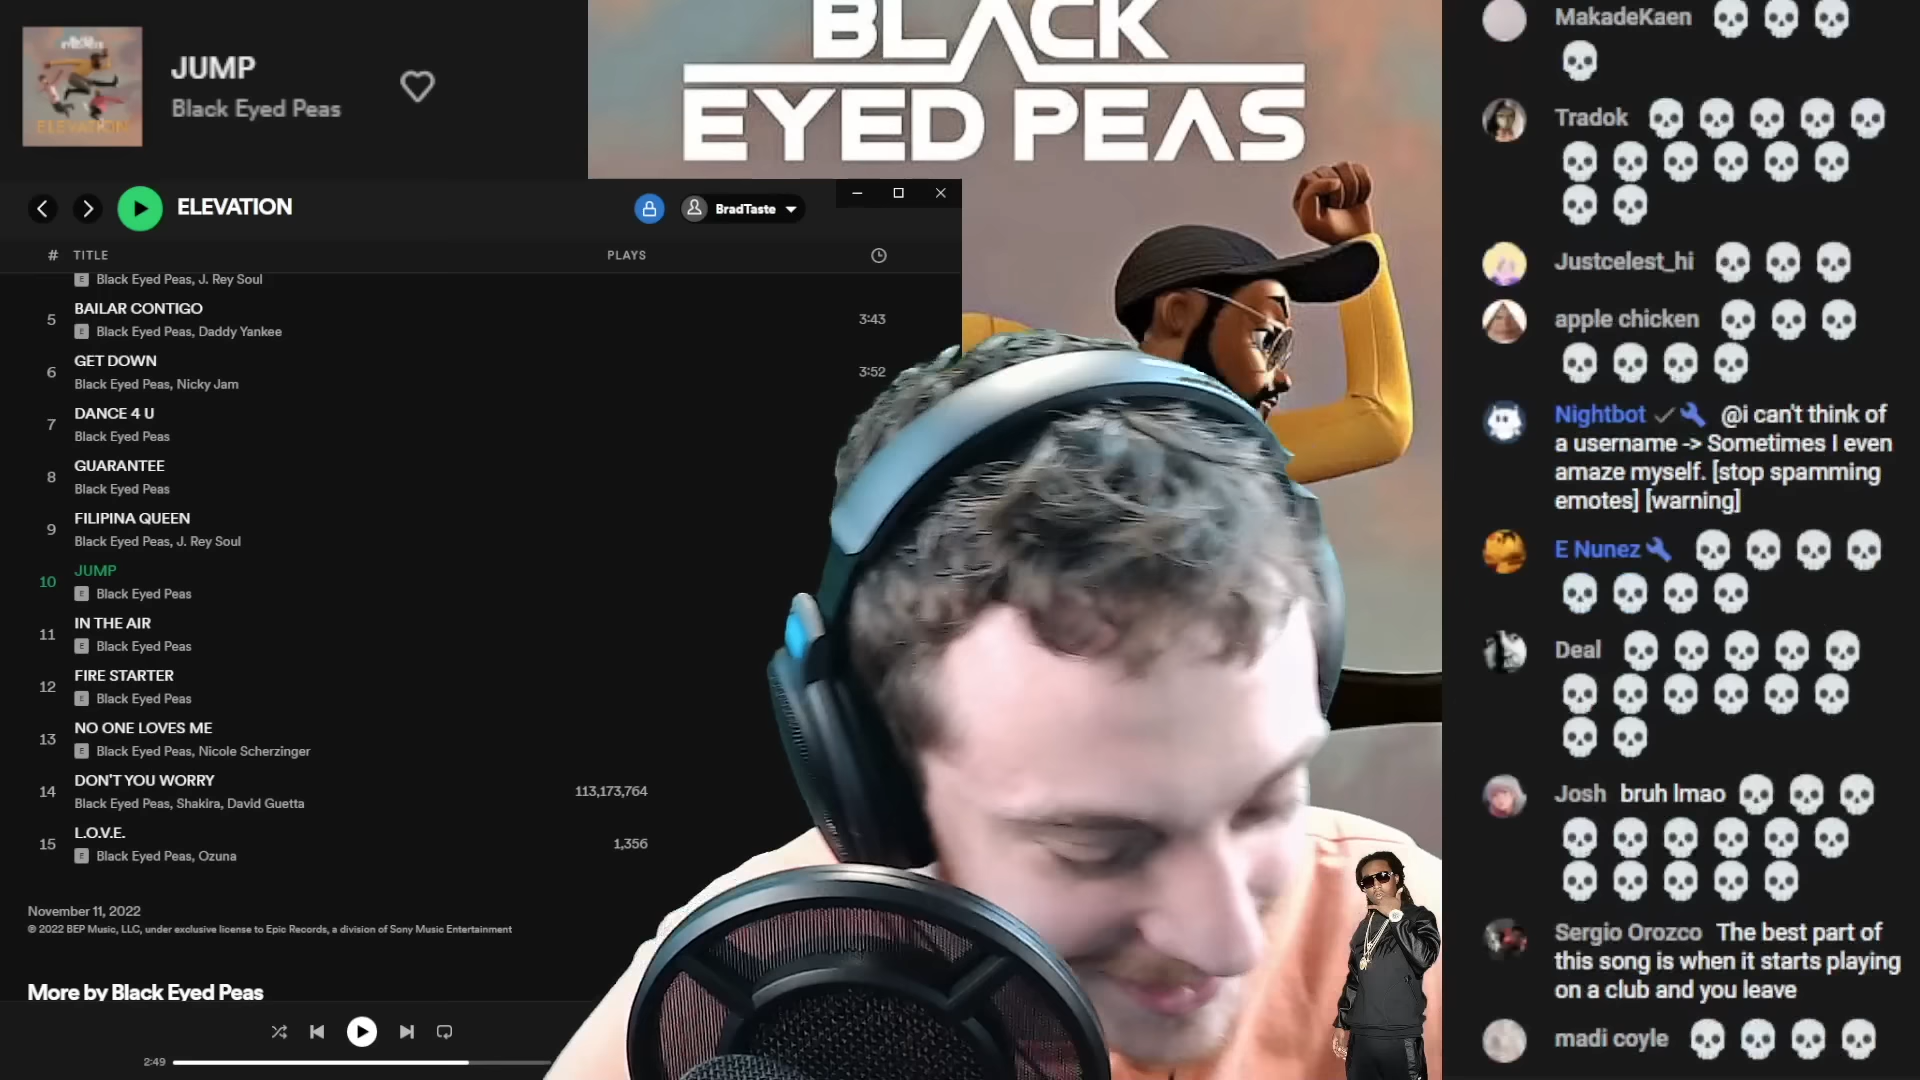 JUMP
Black Eyed Peas
ELEVATION
BLACK
EYED PEAS
ELEVATION
BradTaste
# TITLE PLAYS
E Black Eyed Peas, J. Rey Soul
5 BAILAR CONTIGO 3:43
E Black Eyed Peas, Daddy Yankee
6 GET DOWN 3:52
Black Eyed Peas, Nicky Jam
7 DANCE 4 U
Black Eyed Peas
8 GUARANTEE
Black Eyed Peas
9 FILIPINA QUEEN
Black Eyed Peas, J. Rey Soul
10 JUMP
E Black Eyed Peas
11 IN THE AIR
E Black Eyed Peas
12 FIRE STARTER
E Black Eyed Peas
13 NO ONE LOVES ME
E Black Eyed Peas, Nicole Scherzinger
14 DON'T YOU WORRY 113,173,764
Black Eyed Peas, Shakira, David Guetta
15 L.O.V.E. 1,356
E Black Eyed Peas, Ozuna
November 11, 2022
℗ 2022 BEP Music, LLC, under exclusive license to Epic Records, a division of Sony Music Entertainment
More by Black Eyed Peas
2:49
MakadeKaen 💀 💀 💀
💀
Tradok 💀 💀 💀 💀 💀
💀 💀 💀 💀 💀 💀
💀 💀
Justcelest_hi 💀 💀 💀
apple chicken 💀 💀 💀
💀 💀 💀 💀
Nightbot @i can't think of
a username -> Sometimes I even
amaze myself. [stop spamming
emotes] [warning]
E Nunez 💀 💀 💀 💀
💀 💀 💀 💀
Deal 💀 💀 💀 💀 💀
💀 💀 💀 💀 💀 💀
💀 💀
Josh bruh lmao 💀 💀 💀
💀 💀 💀 💀 💀 💀
💀 💀 💀 💀 💀
Sergio Orozco The best part of
this song is when it starts playing
on a club and you leave
madi coyle 💀 💀 💀 💀